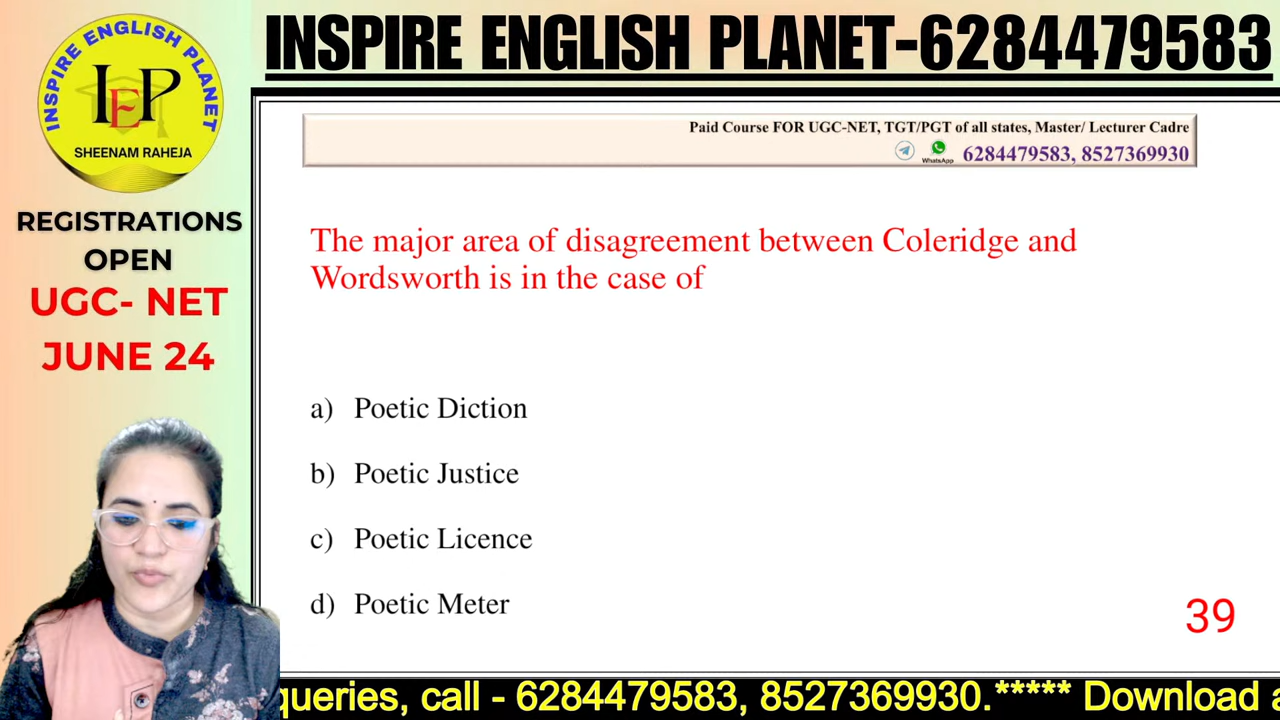 INSPIRE ENGLISH PLANET
IEP
SHEENAM RAHEJA
REGISTRATIONS
OPEN
UGC- NET
JUNE 24
INSPIRE ENGLISH PLANET-6284479583
Paid Course FOR UGC-NET, TGT/PGT of all states, Master/ Lecturer Cadre
WhatsApp 6284479583, 8527369930
The major area of disagreement between Coleridge and
Wordsworth is in the case of
a) Poetic Diction
b) Poetic Justice
c) Poetic Licence
d) Poetic Meter
39
queries, call - 6284479583, 8527369930.***** Download a